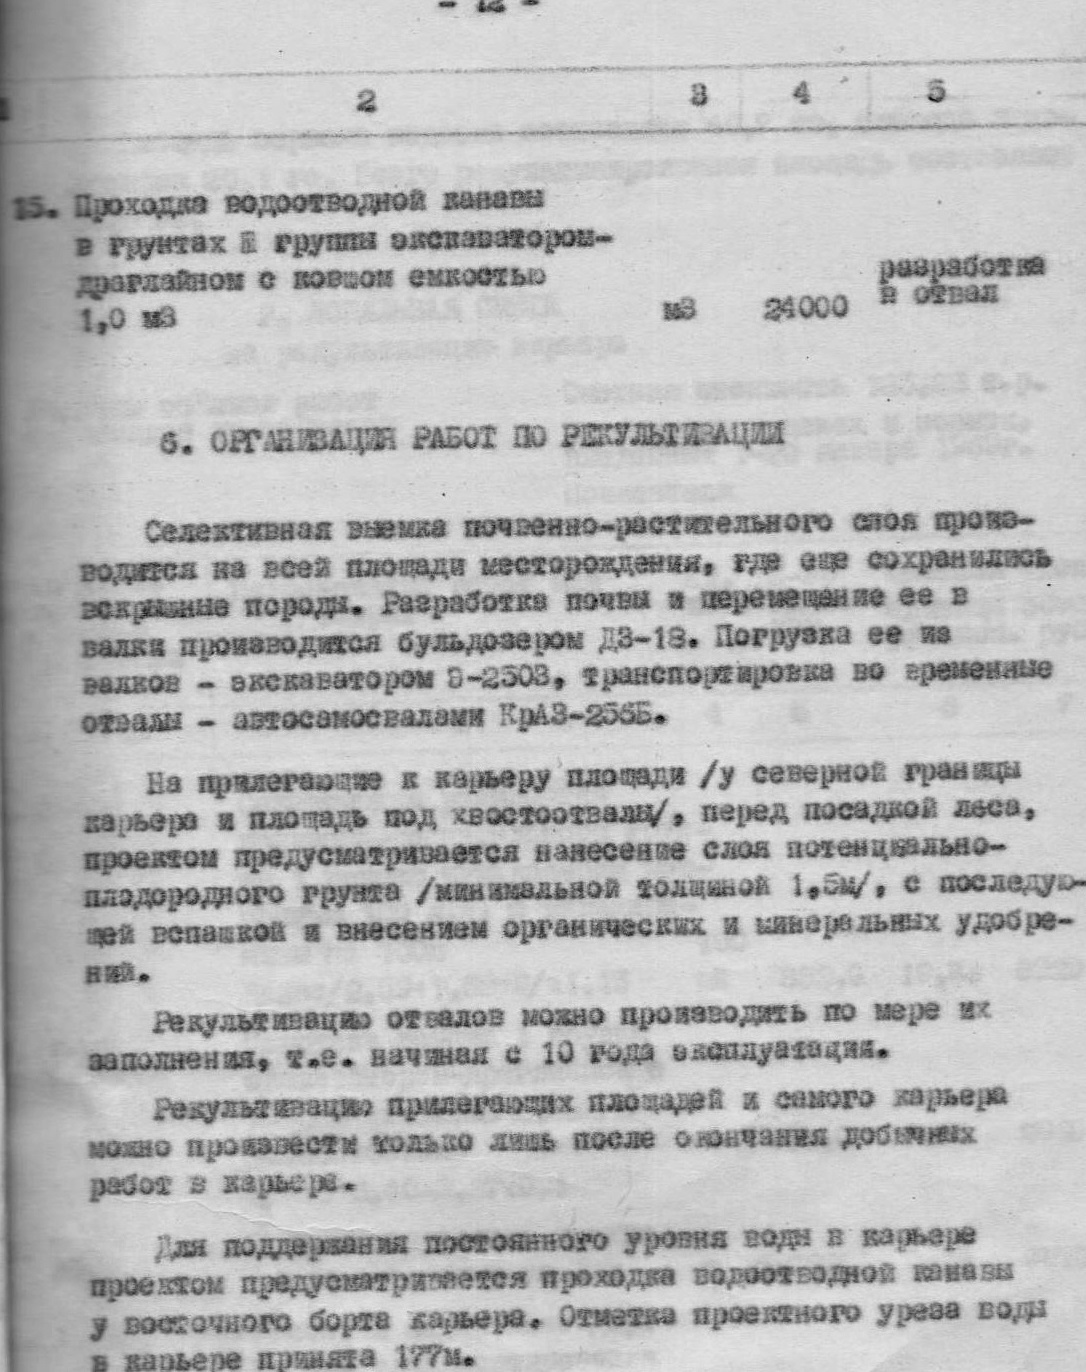 - 12 -
2 3 4 5
15. Проходка водоотводной канавы
в грунтах II группы экскаватором-
драглайном с ковшом емкостью
1,0 м3 м3 24000 разработка
в отвал
6. ОРГАНИЗАЦИЯ РАБОТ ПО РЕКУЛЬТИВАЦИИ
Селективная выемка почвенно-растительного слоя произ-
водится на всей площади месторождения, где еще сохранились
вскрышные породы. Разработка почвы и перемещение ее в
валки производится бульдозером ДЗ-18. Погрузка ее из
валков - экскаватором Э-2503, транспортировка во временные
отвалы - автосамосвалами КрАЗ-256Б.
На прилегающие к карьеру площади /у северной границы
карьера и площадь под хвостоотвалы/, перед посадкой леса,
проектом предусматривается нанесение слоя потенциально-
плодородного грунта /минимальной толщиной 1,5м/, с последую-
щей вспашкой и внесением органических и минеральных удобре-
ний.
Рекультивацию отвалов можно производить по мере их
заполнения, т.е. начиная с 10 года эксплуатации.
Рекультивацию прилегающих площадей и самого карьера
можно произвести только лишь после окончания добычных
работ в карьере.
Для поддержания постоянного уровня воды в карьере
проектом предусматривается проходка водоотводной канавы
у восточного борта карьера. Отметка проектного уреза воды
в карьере принята 177м.